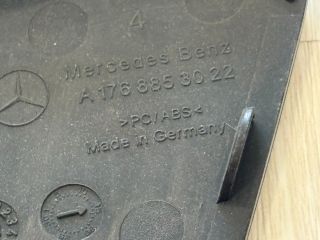 4
Mercedes Benz
A 176 885 30 22
>PC/ABS<
Made in Germany